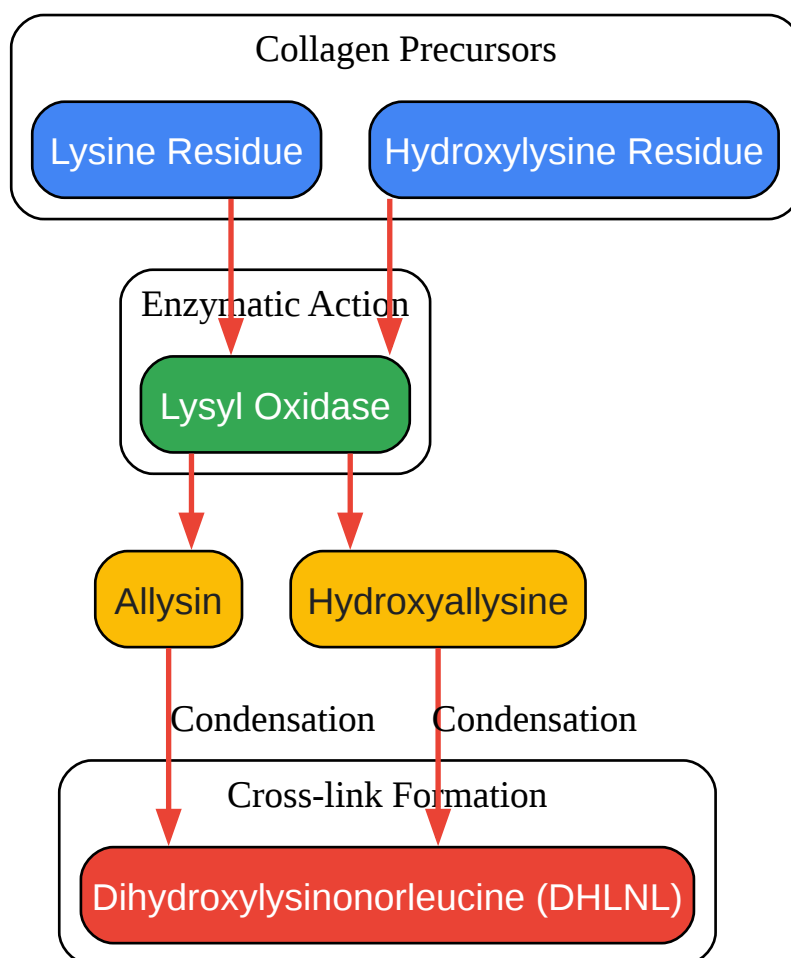 Collagen Precursors
Lysine Residue
Hydroxylysine Residue
Enzymatic Action
Lysyl Oxidase
Allysin
Hydroxyallysine
Condensation
Condensation
Cross-link Formation
Dihydroxylysinonorleucine (DHLNL)